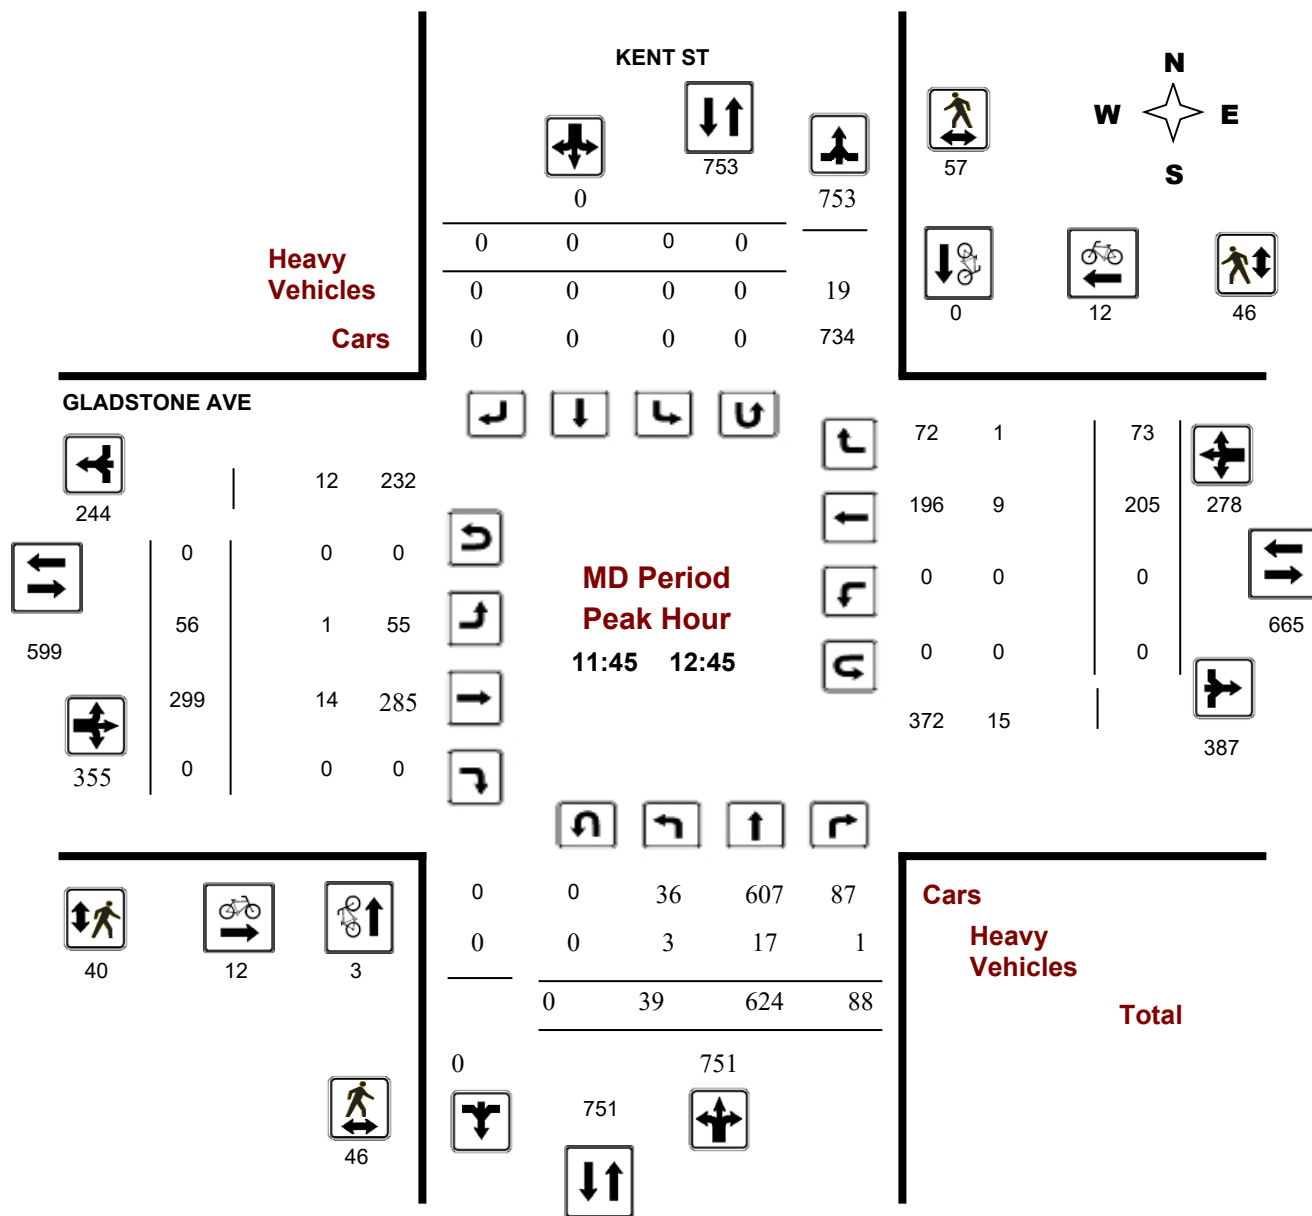 KENT ST
N
W E
S
753
57
0 753
0 0 0 0
Heavy
Vehicles
0 0 0 0 19
0 12 46
Cars
0 0 0 0 734
GLADSTONE AVE
72 1 73
12 232
244
196 9 205 278
0 0 0
MD Period
Peak Hour
11:45 12:45
0 0 0
665
56 1 55
599
0 0 0
299 14 285
372 15
387
355
0 0 0
0 0 36 607 87
Cars
0 0 3 17 1
Heavy
Vehicles
40 12 3
0 39 624 88
Total
0 751
751
46